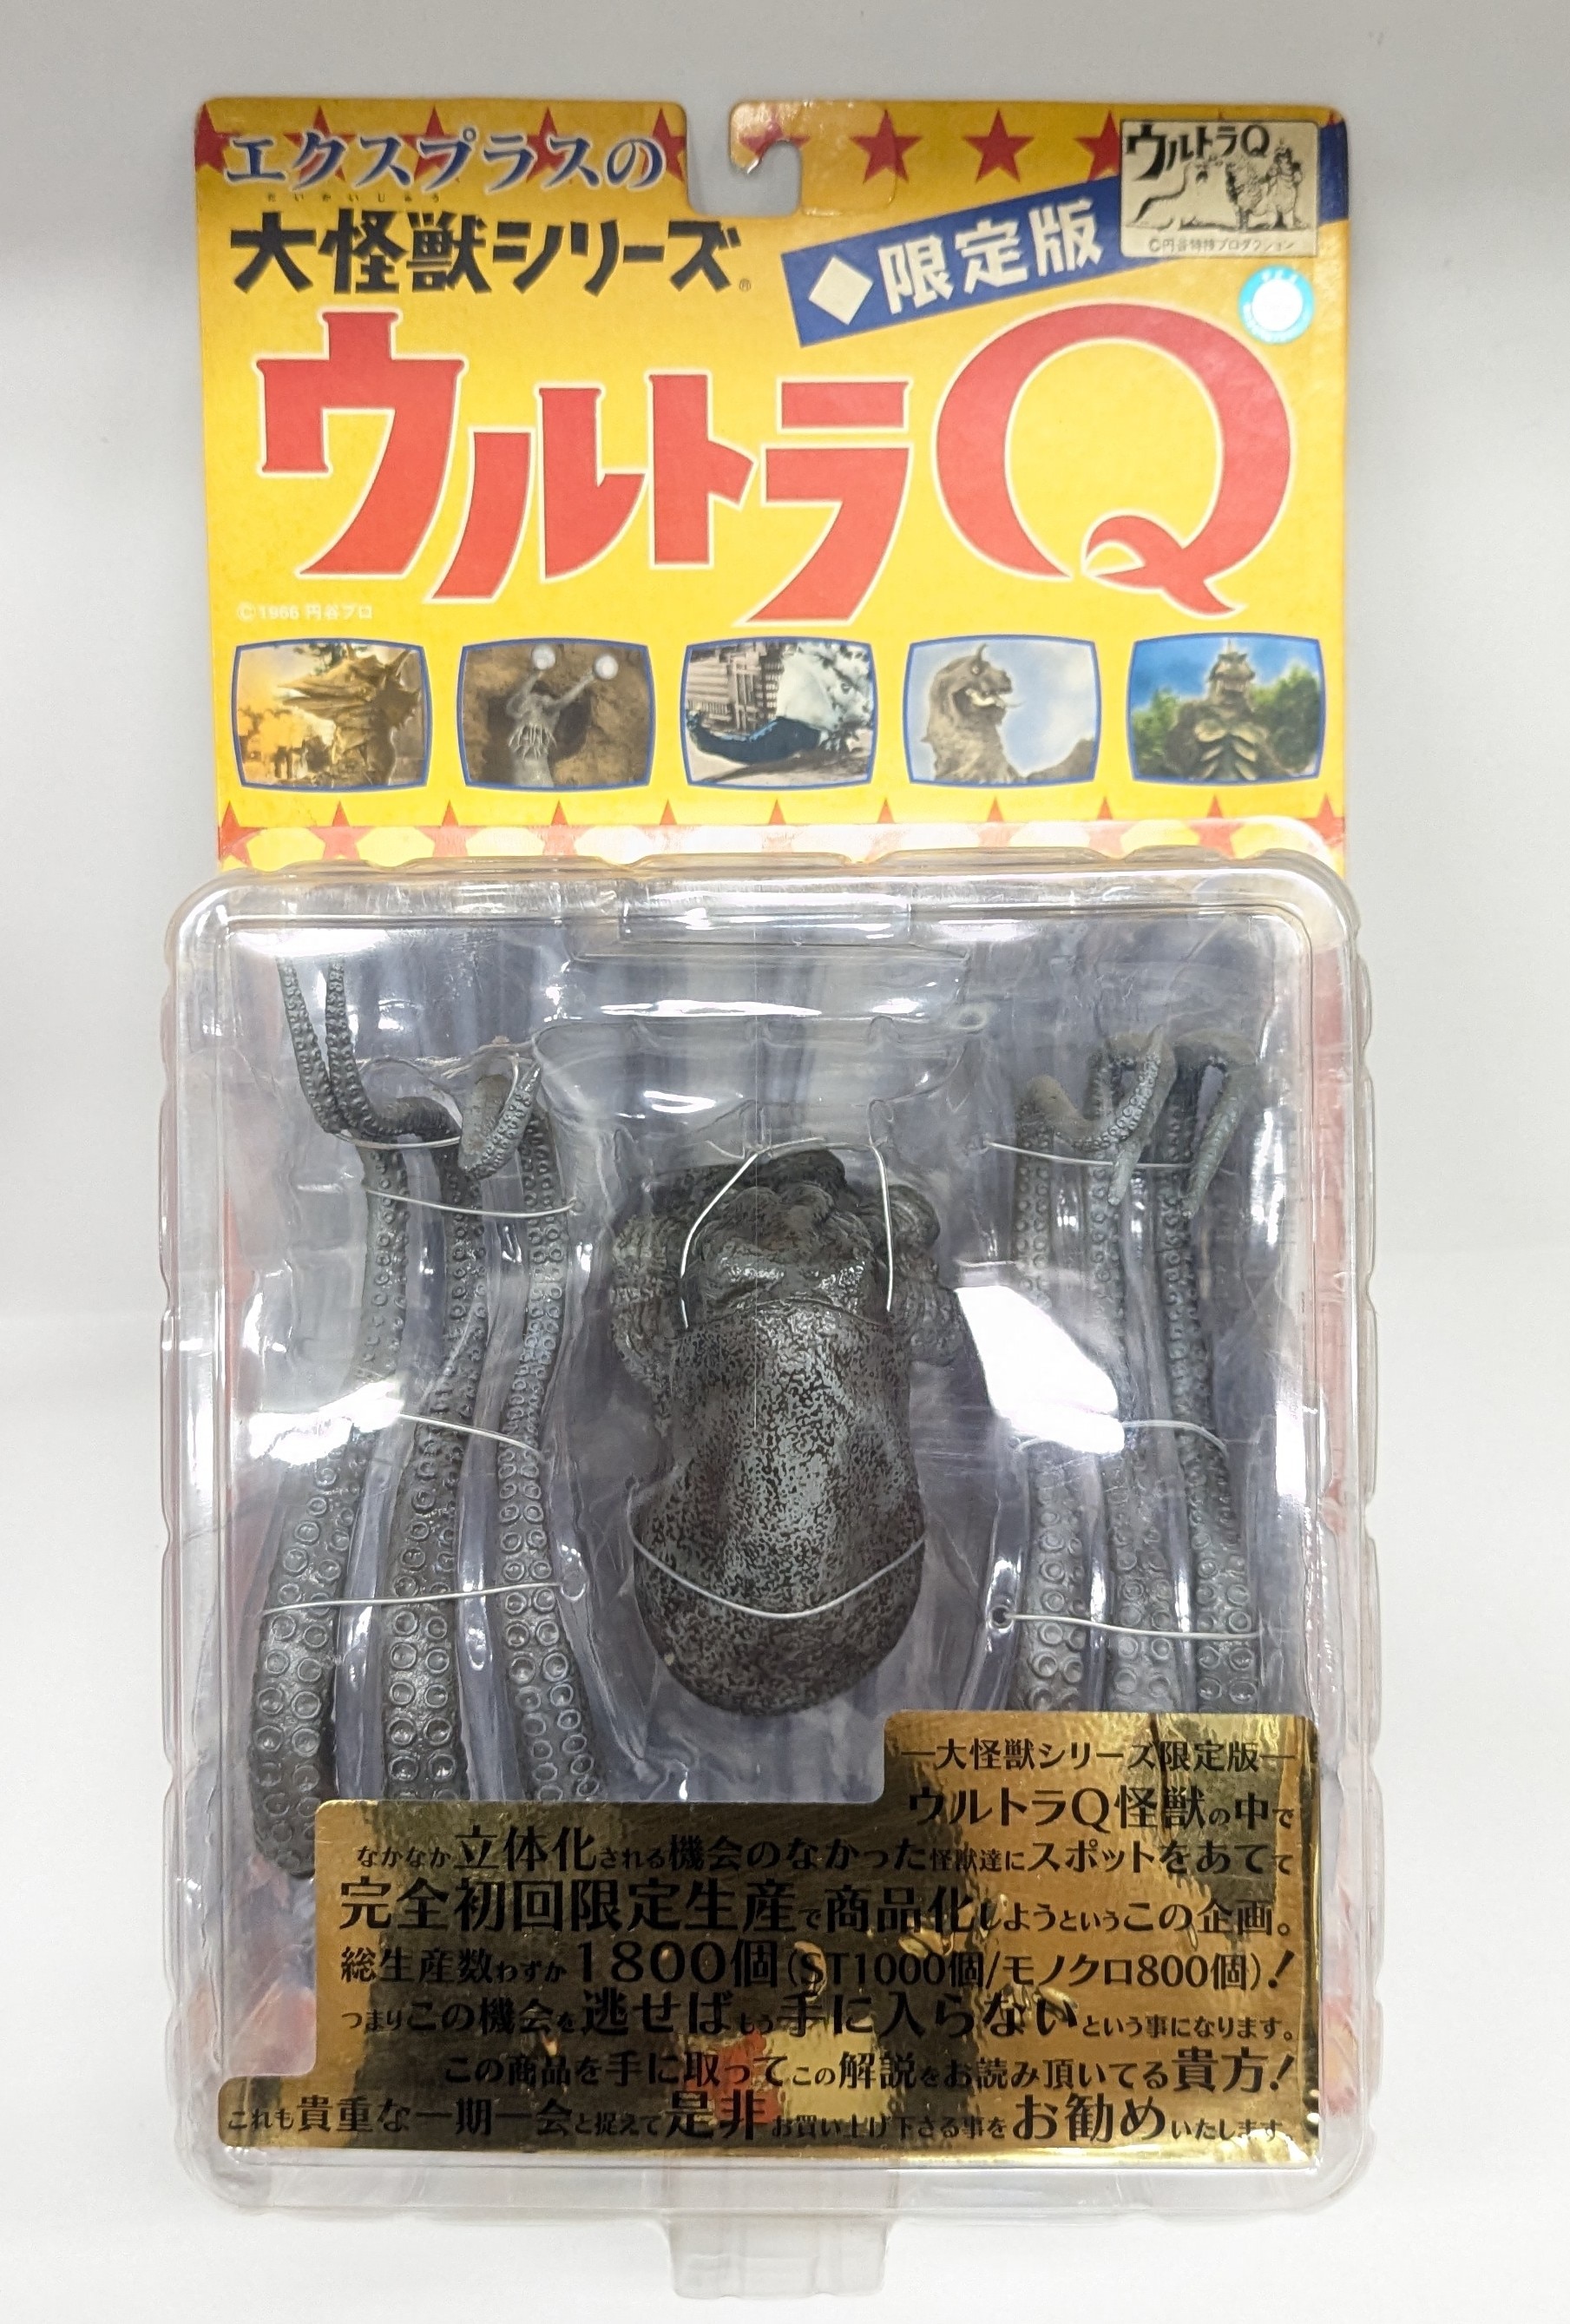 エクスプラスの
だいかいじゅう
大怪獣シリーズ®
◆限定版
ウルトラQ
©円谷特技プロダクション
ウルトラQ
©1966 円谷プロ
―大怪獣シリーズ限定版―
ウルトラQ怪獣の中で
なかなか立体化される機会のなかった怪獣達にスポットをあてて
完全初回限定生産で商品化しようというこの企画。
総生産数わずか1800個(ST1000個/モノクロ800個)!
つまりこの機会を逃せばもう手に入らないという事になります。
この商品を手に取ってこの解説をお読み頂いてる貴方!
これも貴重な一期一会と捉えて是非お買い上げ下さる事をお勧めいたします。